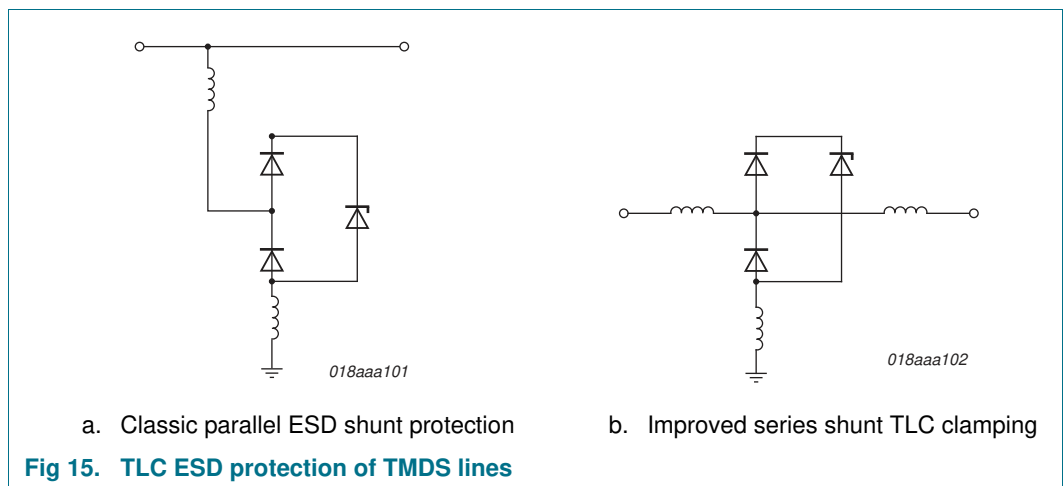 018aaa101
018aaa102
a. Classic parallel ESD shunt protection
b. Improved series shunt TLC clamping
Fig 15. TLC ESD protection of TMDS lines